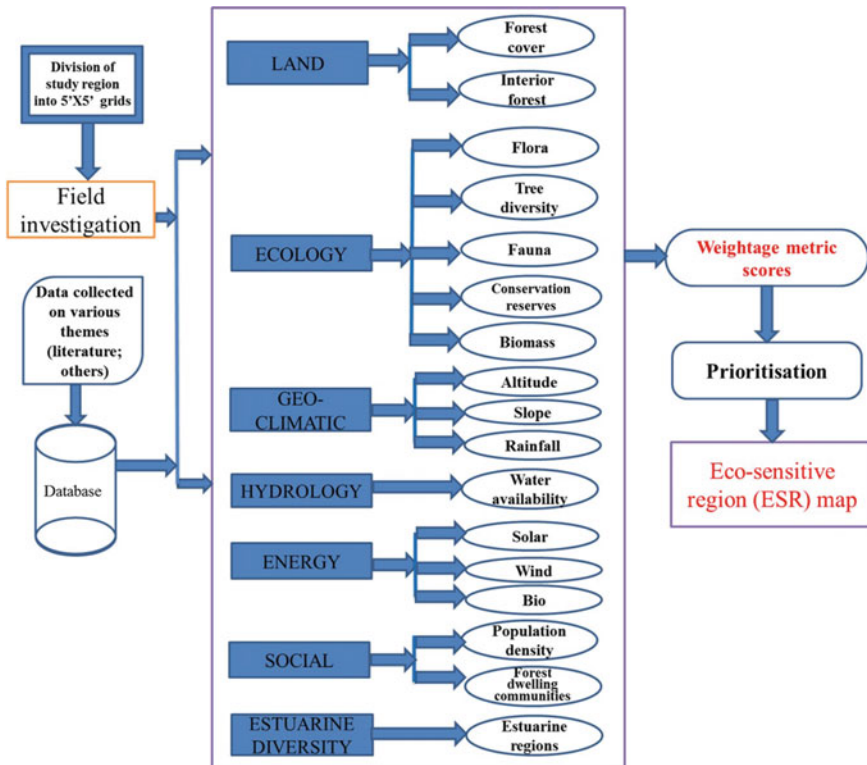 Division of
study region
into 5'X5' grids
Field
investigation
Data collected
on various
themes
(literature;
others)
Database
LAND
Forest
cover
Interior
forest
ECOLOGY
Flora
Tree
diversity
Fauna
Conservation
reserves
Biomass
GEO-
CLIMATIC
Altitude
Slope
Rainfall
HYDROLOGY
Water
availability
ENERGY
Solar
Wind
Bio
SOCIAL
Population
density
Forest
dwelling
communities
ESTUARINE
DIVERSITY
Estuarine
regions
Weightage metric
scores
Prioritisation
Eco-sensitive
region (ESR) map